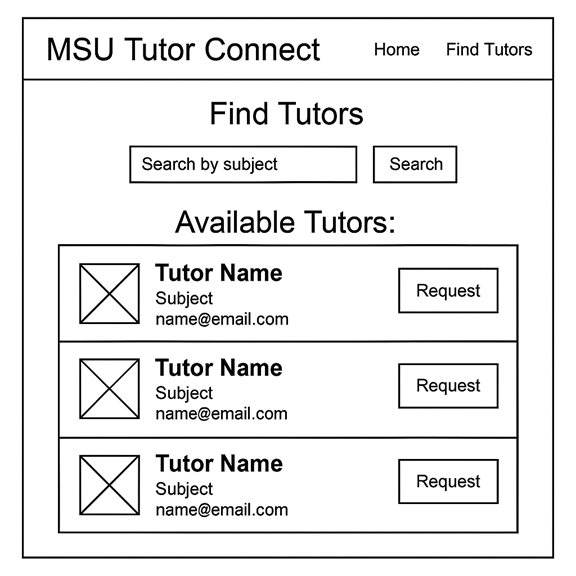 MSU Tutor Connect Home Find Tutors
Find Tutors
Search by subject Search
Available Tutors:
Tutor Name
Subject
name@email.com
Request
Tutor Name
Subject
name@email.com
Request
Tutor Name
Subject
name@email.com
Request